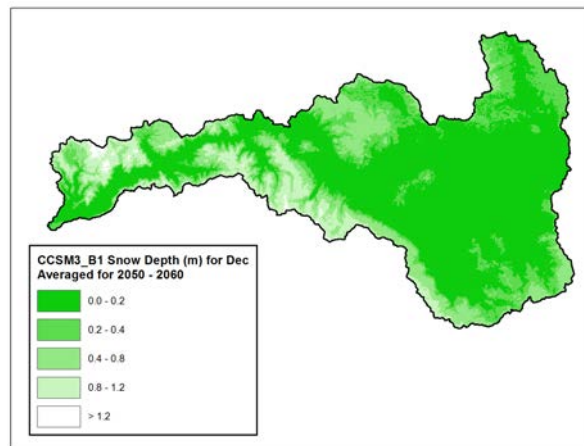 CCSM3_B1 Snow Depth (m) for Dec
Averaged for 2050 - 2060
0.0 - 0.2
0.2 - 0.4
0.4 - 0.8
0.8 - 1.2
> 1.2